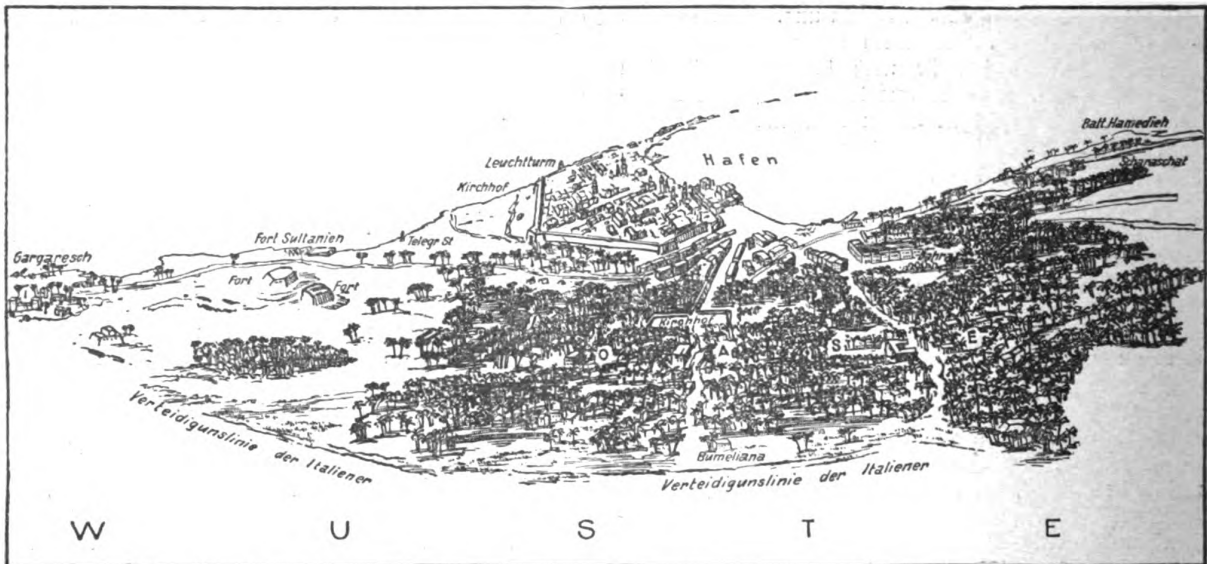 Batt. Hamedieh
Scharaschat
Leuchtturm
Hafen
Kirchhof
Fort Sultanien
Telegr. St
Gargaresch
Fort
Fort
Kirchhof
O A S E
Bumeliana
Verteidigunslinie der Italiener
Verteidigunslinie der Italiener
W U S T E